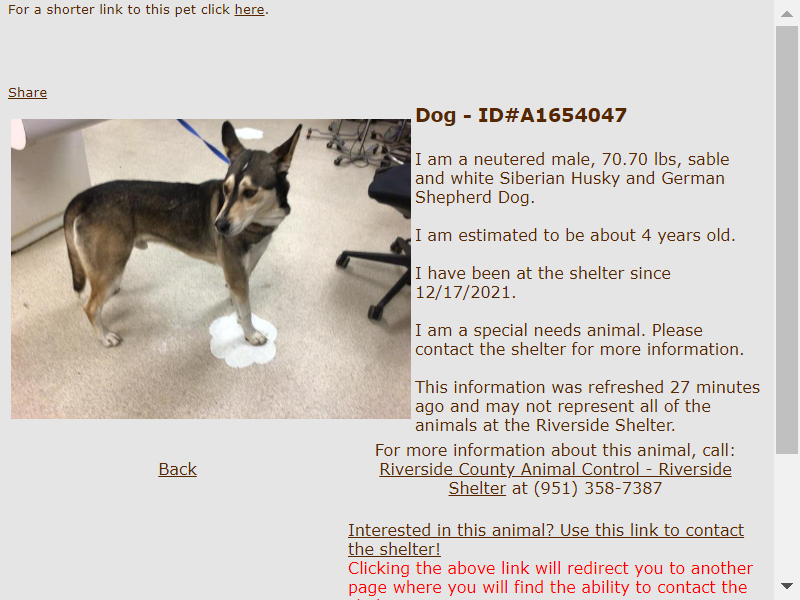 For a shorter link to this pet click here.
Share
Dog - ID#A1654047
I am a neutered male, 70.70 lbs, sable
and white Siberian Husky and German
Shepherd Dog.
I am estimated to be about 4 years old.
I have been at the shelter since
12/17/2021.
I am a special needs animal. Please
contact the shelter for more information.
This information was refreshed 27 minutes
ago and may not represent all of the
animals at the Riverside Shelter.
Back
For more information about this animal, call:
Riverside County Animal Control - Riverside
Shelter at (951) 358-7387
Interested in this animal? Use this link to contact
the shelter!
Clicking the above link will redirect you to another
page where you will find the ability to contact the